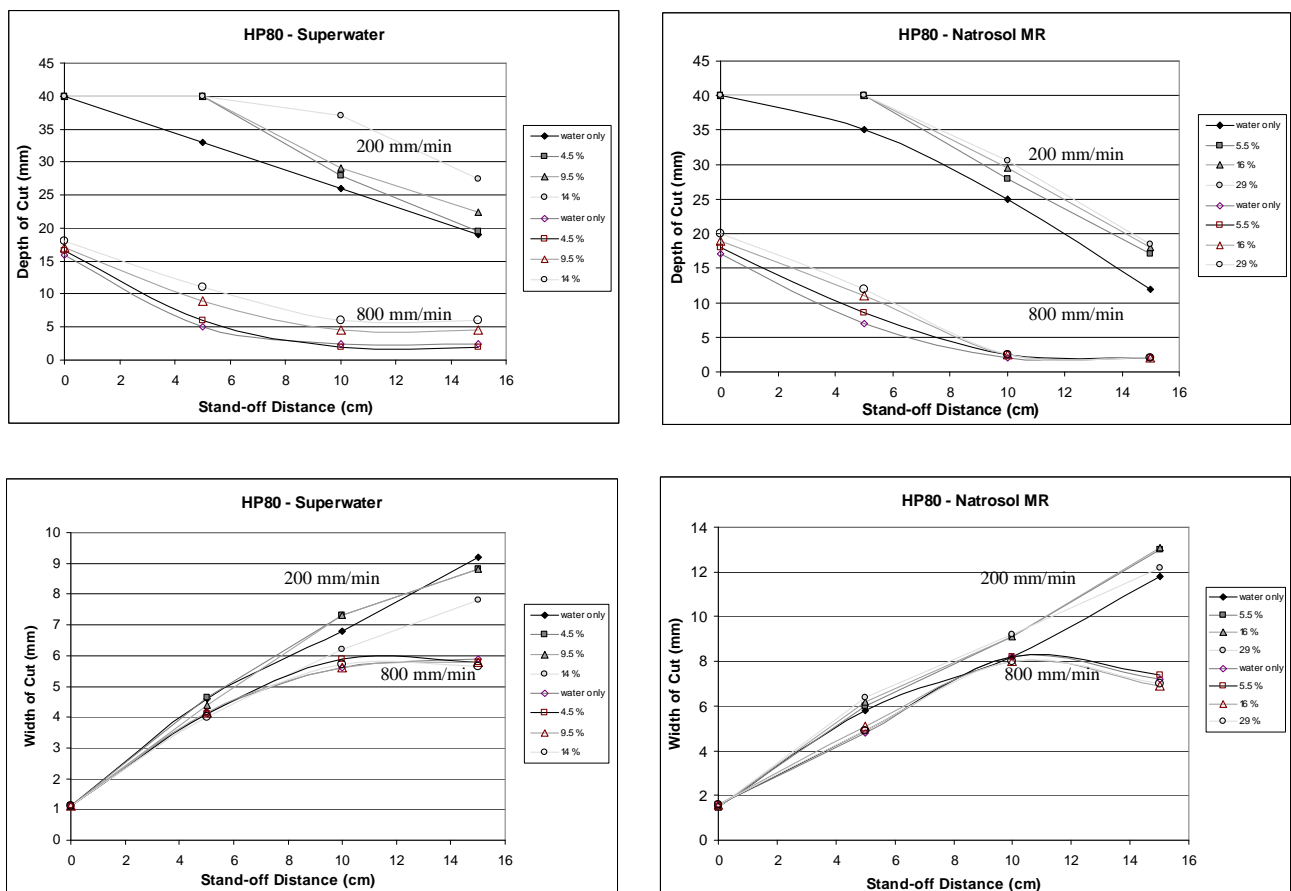 HP80 - Superwater
45
40
35
30
25
20
15
10
5
0
Depth of Cut (mm)
200 mm/min
800 mm/min
0 2 4 6 8 10 12 14 16
Stand-off Distance (cm)
water only
4.5 %
9.5 %
14 %
water only
4.5 %
9.5 %
14 %
HP80 - Natrosol MR
45
40
35
30
25
20
15
10
5
0
Depth of Cut (mm)
200 mm/min
800 mm/min
0 2 4 6 8 10 12 14 16
Stand-off Distance (cm)
water only
5.5 %
16 %
29 %
water only
5.5 %
16 %
29 %
HP80 - Superwater
10
9
8
7
6
5
4
3
2
1
0
Width of Cut (mm)
200 mm/min
800 mm/min
0 2 4 6 8 10 12 14 16
Stand-off Distance (cm)
water only
4.5 %
9.5 %
14 %
water only
4.5 %
9.5 %
14 %
HP80 - Natrosol MR
14
12
10
8
6
4
2
0
Width of Cut (mm)
200 mm/min
800 mm/min
0 2 4 6 8 10 12 14 16
Stand-off Distance (cm)
water only
5.5 %
16 %
29 %
water only
5.5 %
16 %
29 %